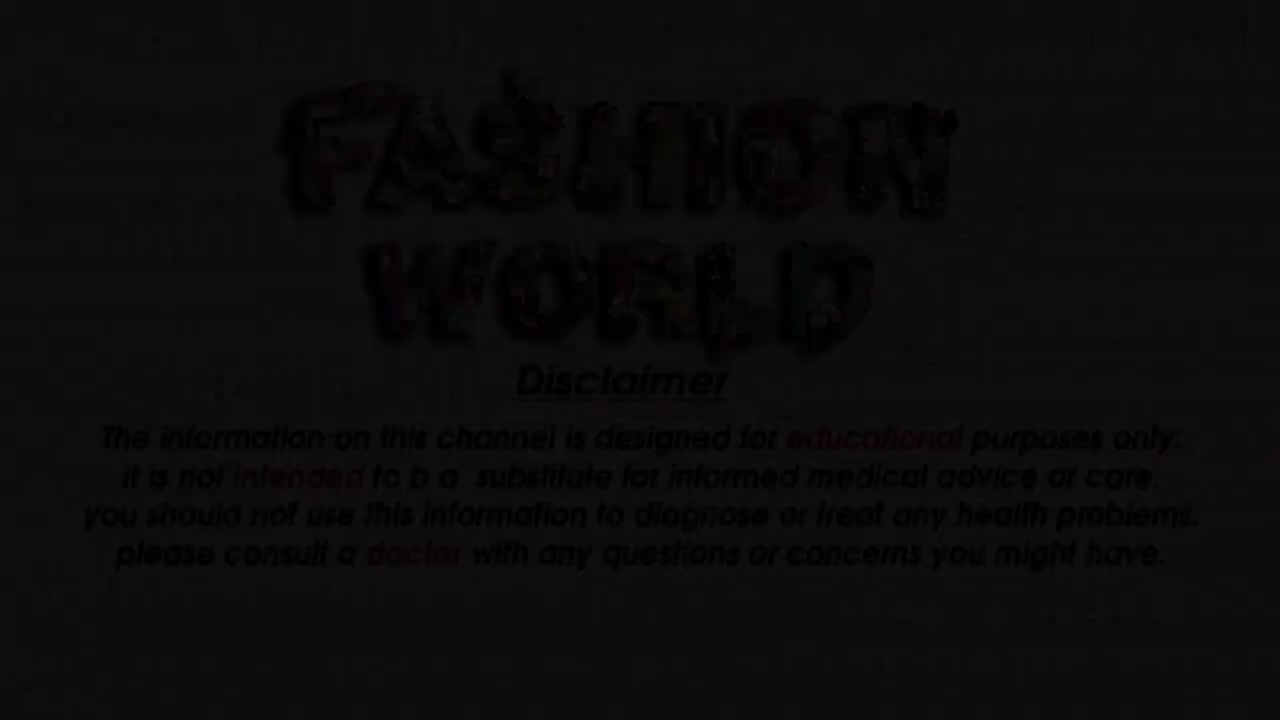 FASHION
WORLD
Disclaimer
The information on this channel is designed for educational purposes only.
it is not intended to b a substitute for informed medical advice or care.
you should not use this information to diagnose or treat any health problems.
please consult a doctor with any questions or concerns you might have.